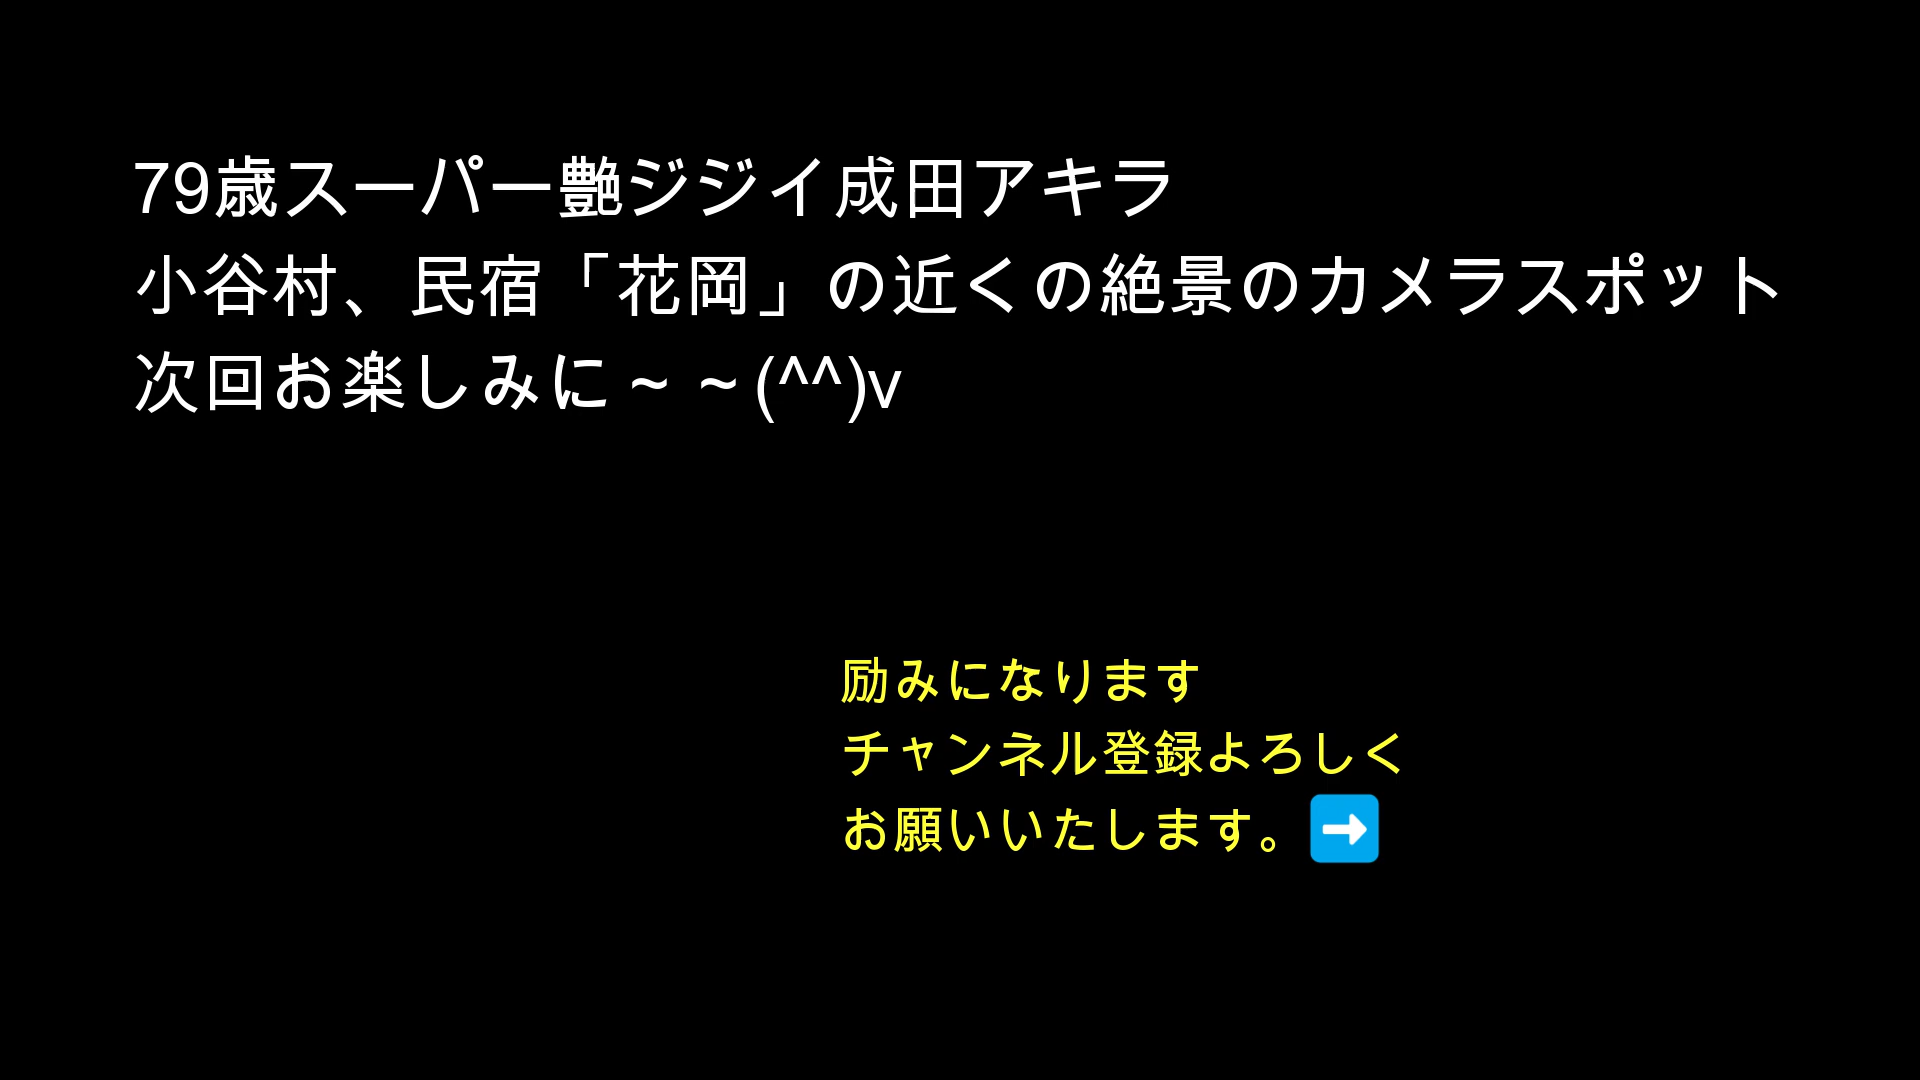 79歳スーパー艶ジジイ成田アキラ
小谷村、民宿「花岡」の近くの絶景のカメラスポット
次回お楽しみに～～(^^)v
励みになります
チャンネル登録よろしく
お願いいたします。➡